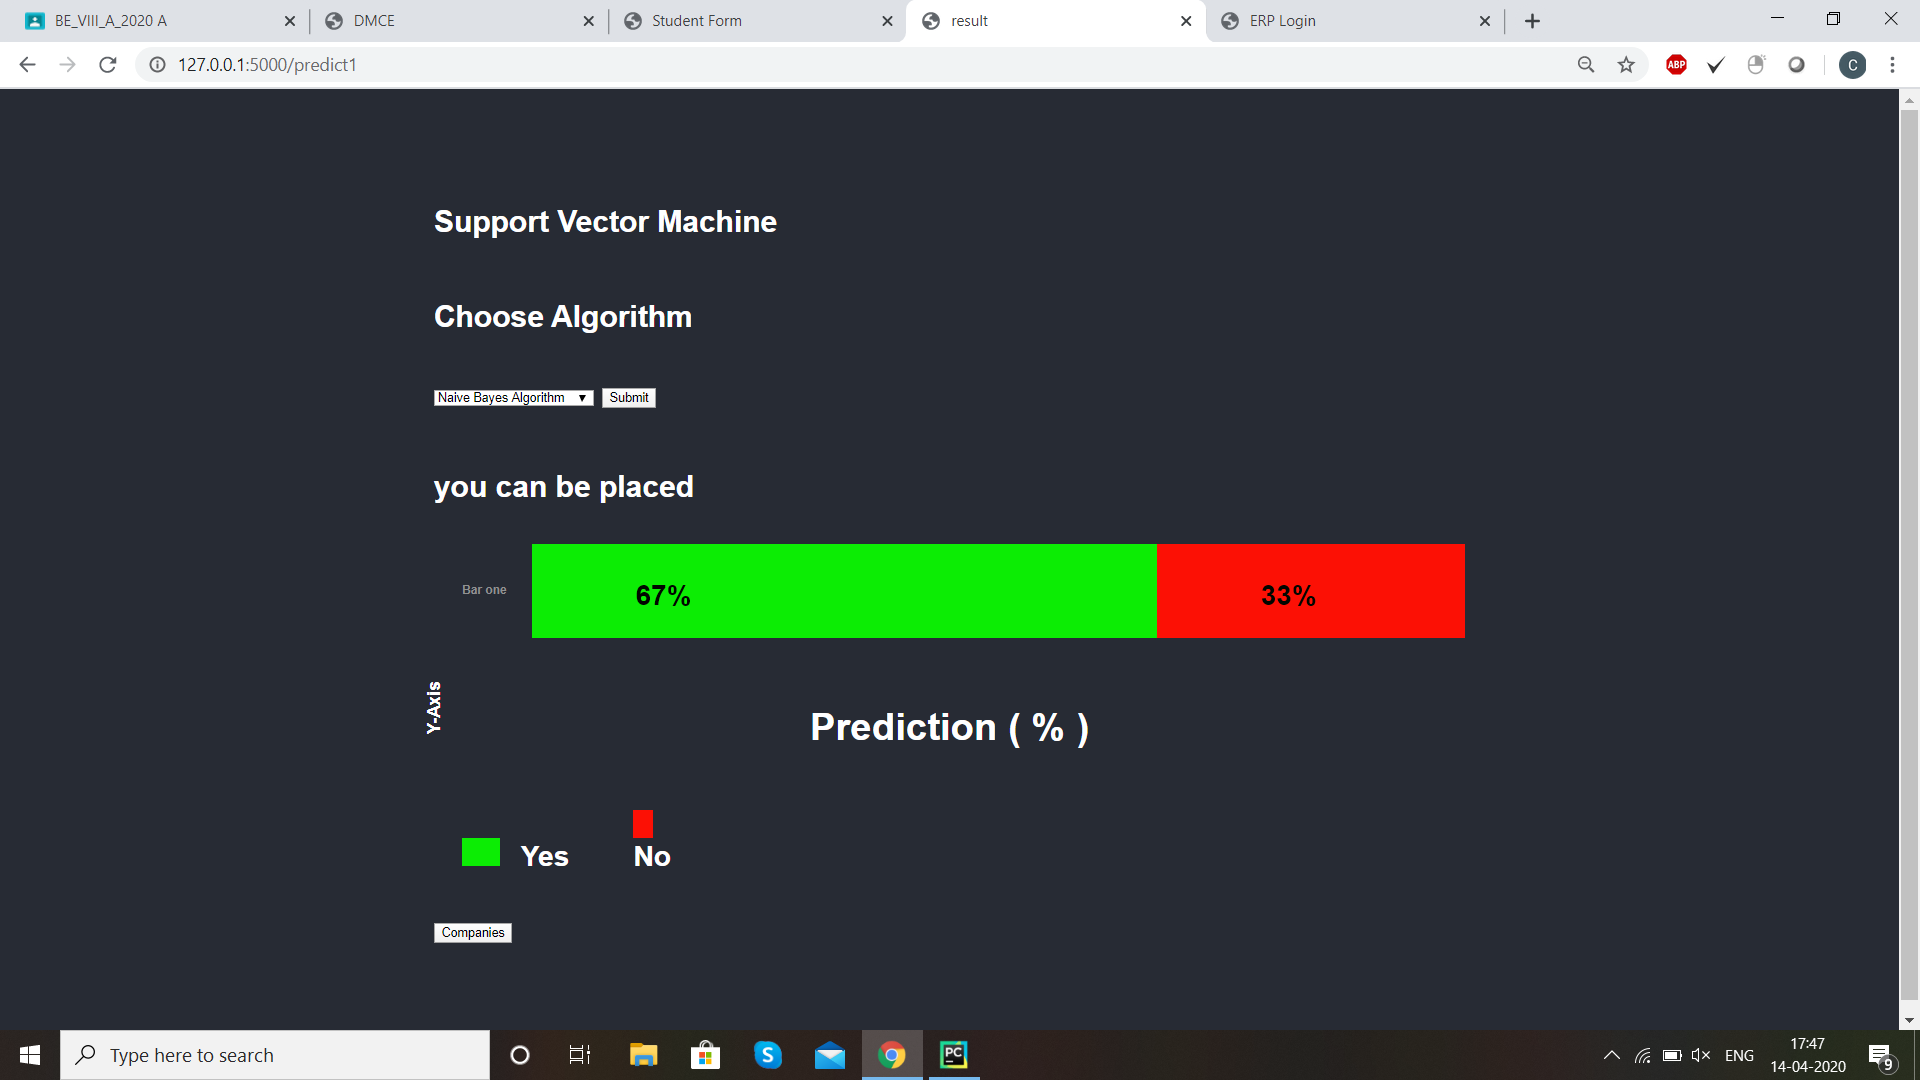 BE_VIII_A_2020 A
DMCE
Student Form
result
ERP Login
127.0.0.1:5000/predict1
ABP
C
Support Vector Machine
Choose Algorithm
Naive Bayes Algorithm
Submit
you can be placed
Bar one
67%
33%
Y-Axis
Prediction ( % )
Yes
No
Companies
Type here to search
S
PC
ENG
17:47
14-04-2020
9